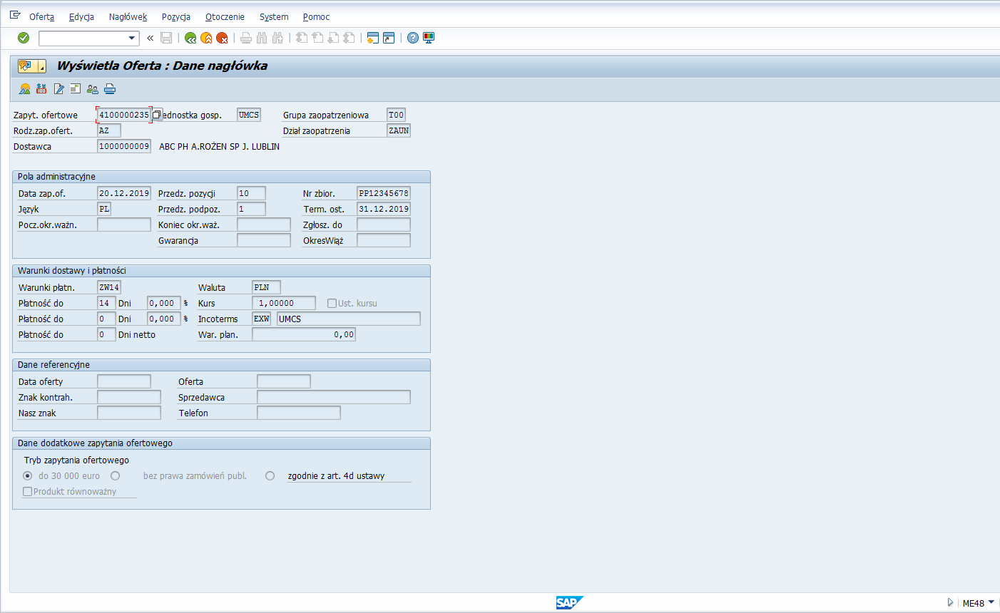 Oferta Edycja Nagłówek Pozycja Otoczenie System Pomoc
Wyświetla Oferta : Dane nagłówka
Zapyt. ofertowe 4100000235 ednostka gosp. UMCS Grupa zaopatrzeniowa T00
Rodz.zap.ofert. AZ Dział zaopatrzenia ZAUN
Dostawca 1000000009 ABC PH A.ROŻEN SP J. LUBLIN
Pola administracyjne
Data zap.of. 20.12.2019 Przedz. pozycji 10 Nr zbior. PP12345678
Język PL Przedz. podpoz. 1 Term. ost. 31.12.2019
Pocz.okr.ważn. Koniec okr.waż. Zgłosz. do
Gwarancja OkresWiąż
Warunki dostawy i płatności
Warunki płatn. ZW14 Waluta PLN
Płatność do 14 Dni 0,000 % Kurs 1,00000 Ust. kursu
Płatność do 0 Dni 0,000 % Incoterms EXW UMCS
Płatność do 0 Dni netto War. plan. 0,00
Dane referencyjne
Data oferty Oferta
Znak kontrah. Sprzedawca
Nasz znak Telefon
Dane dodatkowe zapytania ofertowego
Tryb zapytania ofertowego
do 30 000 euro bez prawa zamówień publ. zgodnie z art. 4d ustawy
Produkt równoważny
SAP ME48